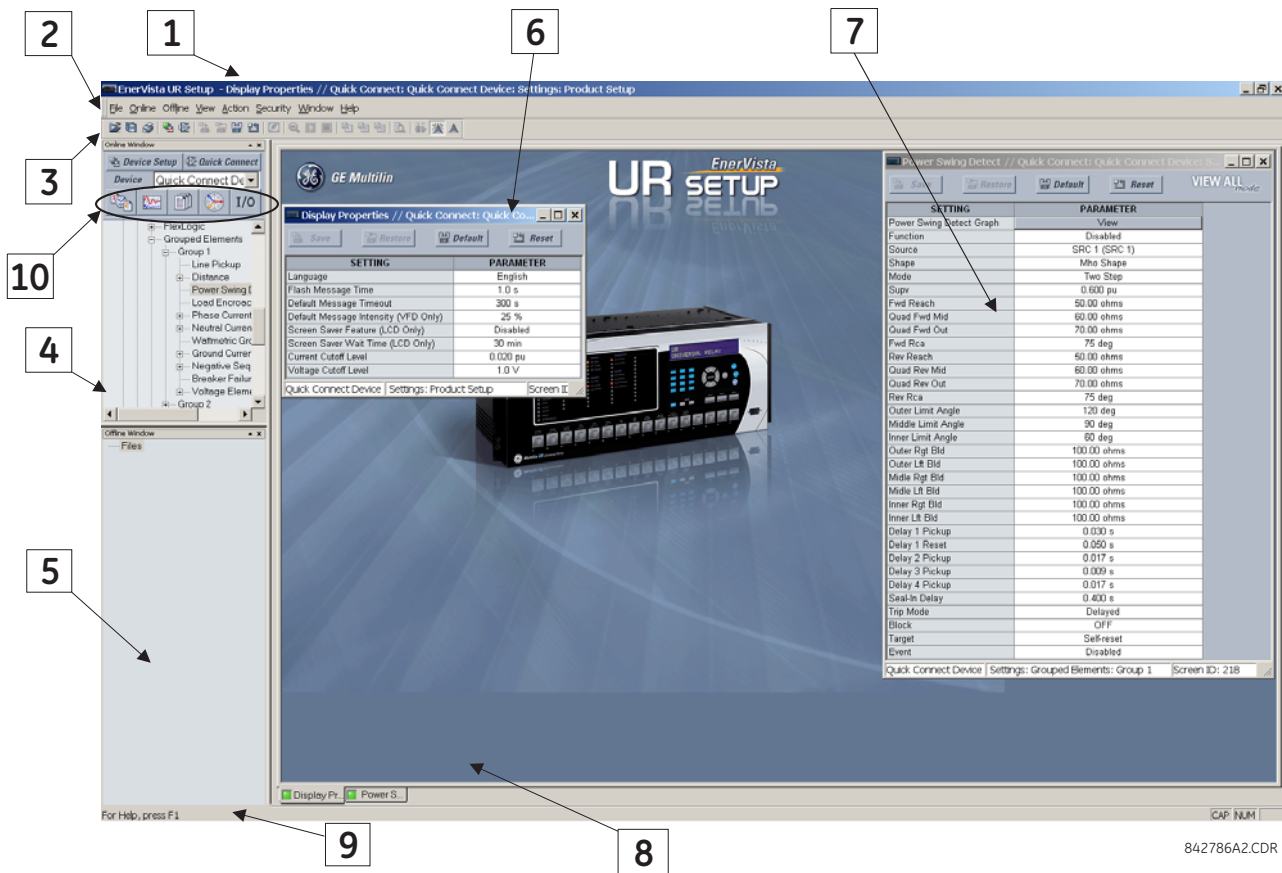 2
1
6
7
EnerVista UR Setup - Display Properties // Quick Connect: Quick Connect Device: Settings: Product Setup
File Online Offline View Action Security Window Help
3
Online Window
Device Setup Quick Connect
Device Quick Connect De
I/O
10
FlexLogic
Grouped Elements
Group 1
Line Pickup
Distance
Power Swing D
Load Encroac
Phase Current
Neutral Curren
Wattmetric Gro
Ground Curren
Negative Seq
Breaker Failur
Voltage Eleme
Group 2
4
Offline Window
Files
5
GE Multilin
EnerVista
UR SETUP
Display Properties // Quick Connect: Quick Co...
Save Restore Default Reset
SETTING PARAMETER
Language English
Flash Message Time 1.0 s
Default Message Timeout 300 s
Default Message Intensity (VFD Only) 25 %
Screen Saver Feature (LCD Only) Disabled
Screen Saver Wait Time (LCD Only) 30 min
Current Cutoff Level 0.020 pu
Voltage Cutoff Level 1.0 V
Quick Connect Device Settings: Product Setup Screen ID
UR
UNIVERSAL RELAY
Power Swing Detect // Quick Connect: Quick Connect Device: S...
Save Restore Default Reset VIEW ALL mode
SETTING PARAMETER
Power Swing Detect Graph View
Function Disabled
Source SRC 1 (SRC 1)
Shape Mho Shape
Mode Two Step
Supv 0.600 pu
Fwd Reach 50.00 ohms
Quad Fwd Mid 60.00 ohms
Quad Fwd Out 70.00 ohms
Fwd Rca 75 deg
Rev Reach 50.00 ohms
Quad Rev Mid 60.00 ohms
Quad Rev Out 70.00 ohms
Rev Rca 75 deg
Outer Limit Angle 120 deg
Middle Limit Angle 90 deg
Inner Limit Angle 60 deg
Outer Rgt Bld 100.00 ohms
Outer Lft Bld 100.00 ohms
Midle Rgt Bld 100.00 ohms
Midle Lft Bld 100.00 ohms
Inner Rgt Bld 100.00 ohms
Inner Lft Bld 100.00 ohms
Delay 1 Pickup 0.030 s
Delay 1 Reset 0.050 s
Delay 2 Pickup 0.017 s
Delay 3 Pickup 0.009 s
Delay 4 Pickup 0.017 s
Seal-In Delay 0.400 s
Trip Mode Delayed
Block OFF
Target Self-reset
Event Disabled
Quick Connect Device Settings: Grouped Elements: Group 1 Screen ID: 218
Display Pr... Power S...
For Help, press F1
CAP NUM
9
8
842786A2.CDR